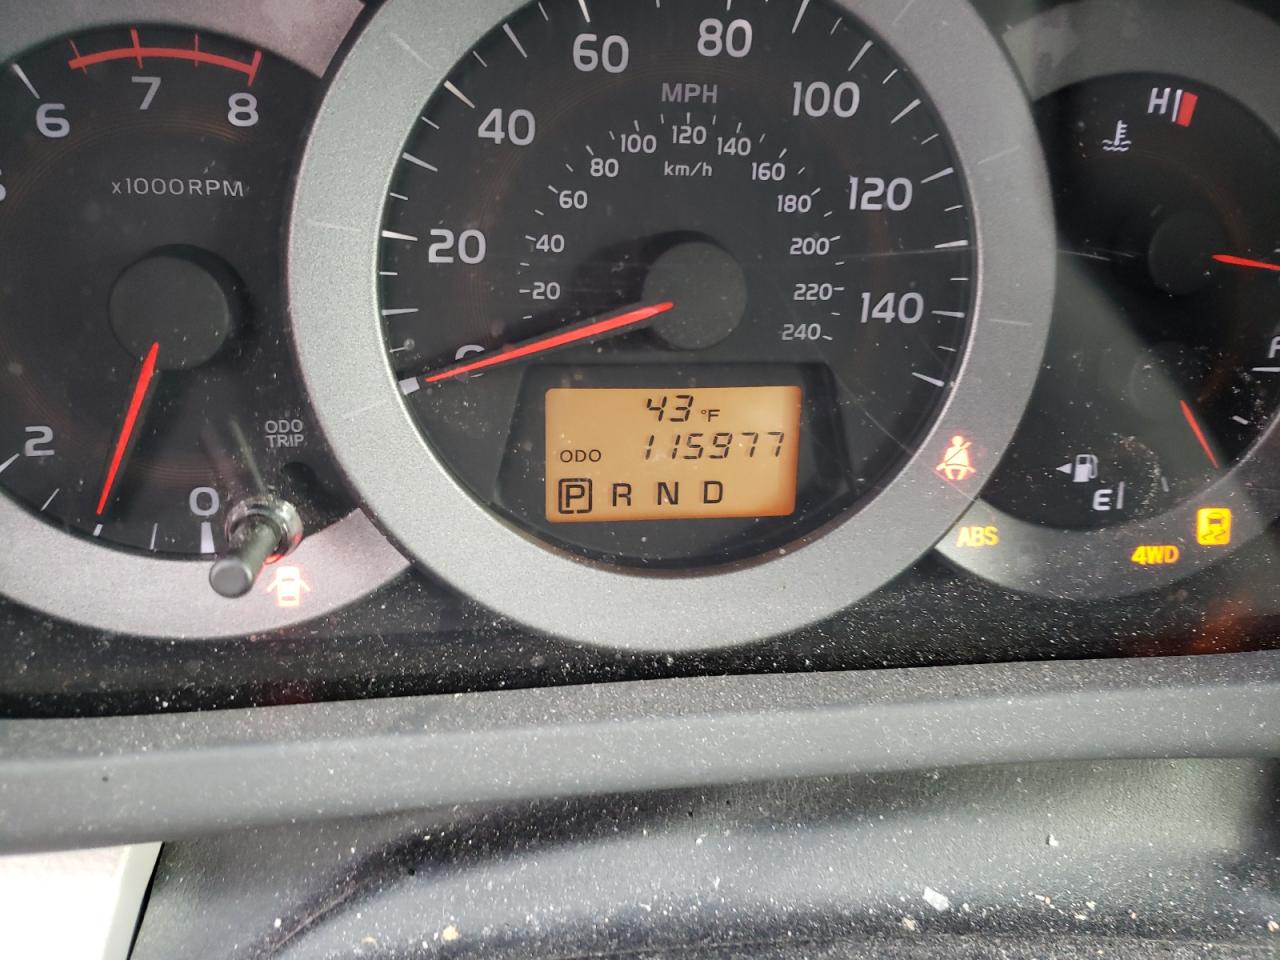 6 7 8
x1000RPM
2
0
ODO
TRIP
20 40 60 80 100 120 140
MPH
-20 -40 60 80 100 120 140 160 180 200 220 240
km/h
43 °F
ODO 115977
P R N D
H
E
ABS
4WD